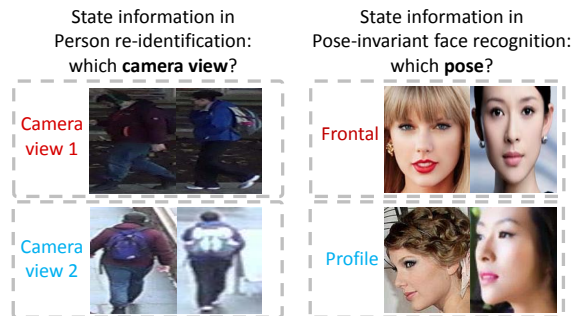 State information in
Person re-identification:
which camera view?
Camera
view 1
Camera
view 2
State information in
Pose-invariant face recognition:
which pose?
Frontal
Profile